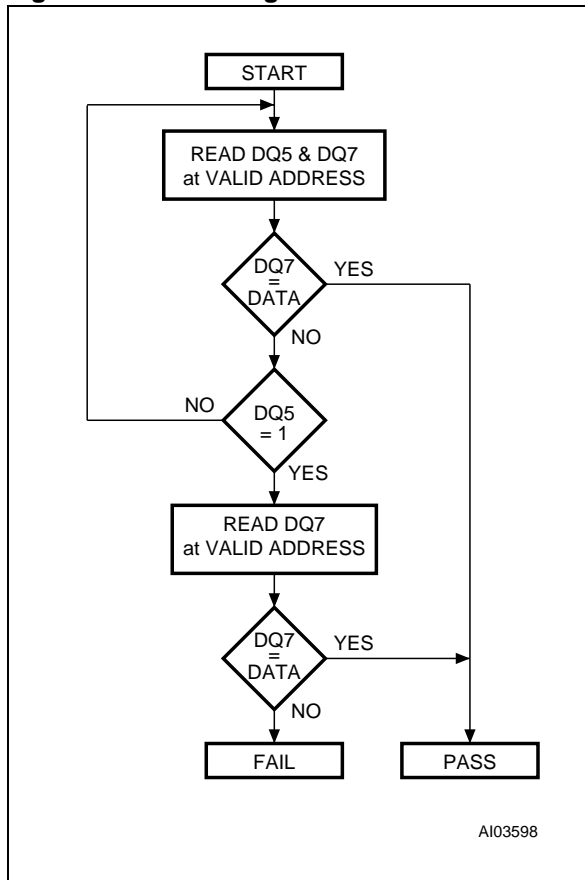 START
READ DQ5 & DQ7
at VALID ADDRESS
DQ7
=
DATA
YES
NO
DQ5
= 1
NO
YES
READ DQ7
at VALID ADDRESS
DQ7
=
DATA
YES
NO
FAIL
PASS
AI03598